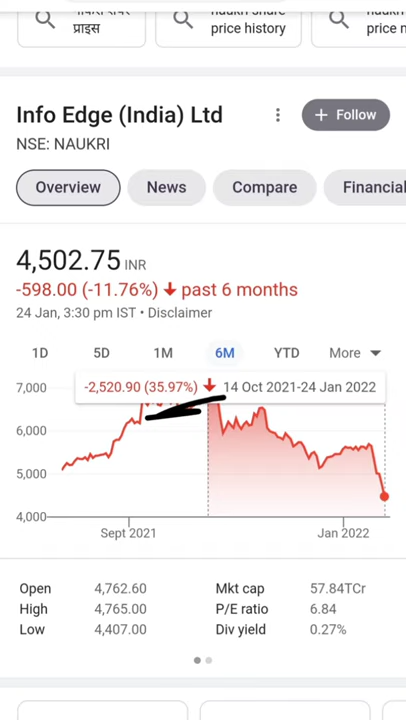 प्राइस
price history
price n
Info Edge (India) Ltd
+ Follow
NSE: NAUKRI
Overview
News
Compare
Financial
4,502.75 INR
-598.00 (-11.76%) ↓ past 6 months
24 Jan, 3:30 pm IST • Disclaimer
1D
5D
1M
6M
YTD
More
7,000
-2,520.90 (35.97%) ↓ 14 Oct 2021-24 Jan 2022
6,000
5,000
4,000
Sept 2021
Jan 2022
Open 4,762.60 Mkt cap 57.84TCr
High 4,765.00 P/E ratio 6.84
Low 4,407.00 Div yield 0.27%